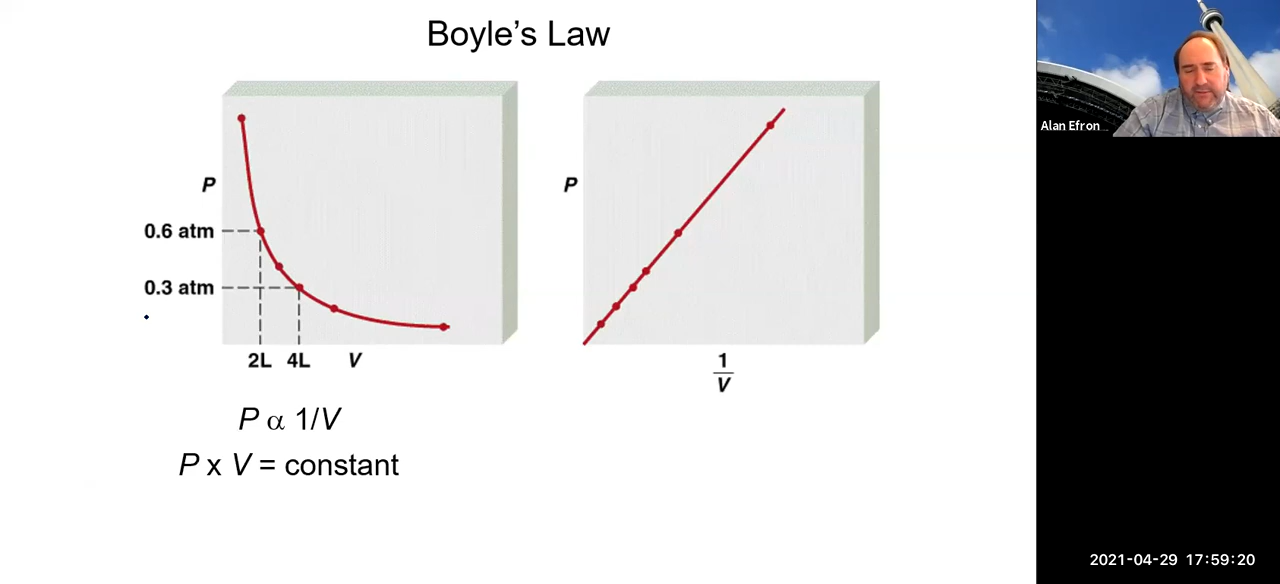 Boyle's Law
P
0.6 atm
0.3 atm
2L 4L V
P
1
V
P α 1/V
P x V = constant
Alan Efron
2021-04-29 17:59:20